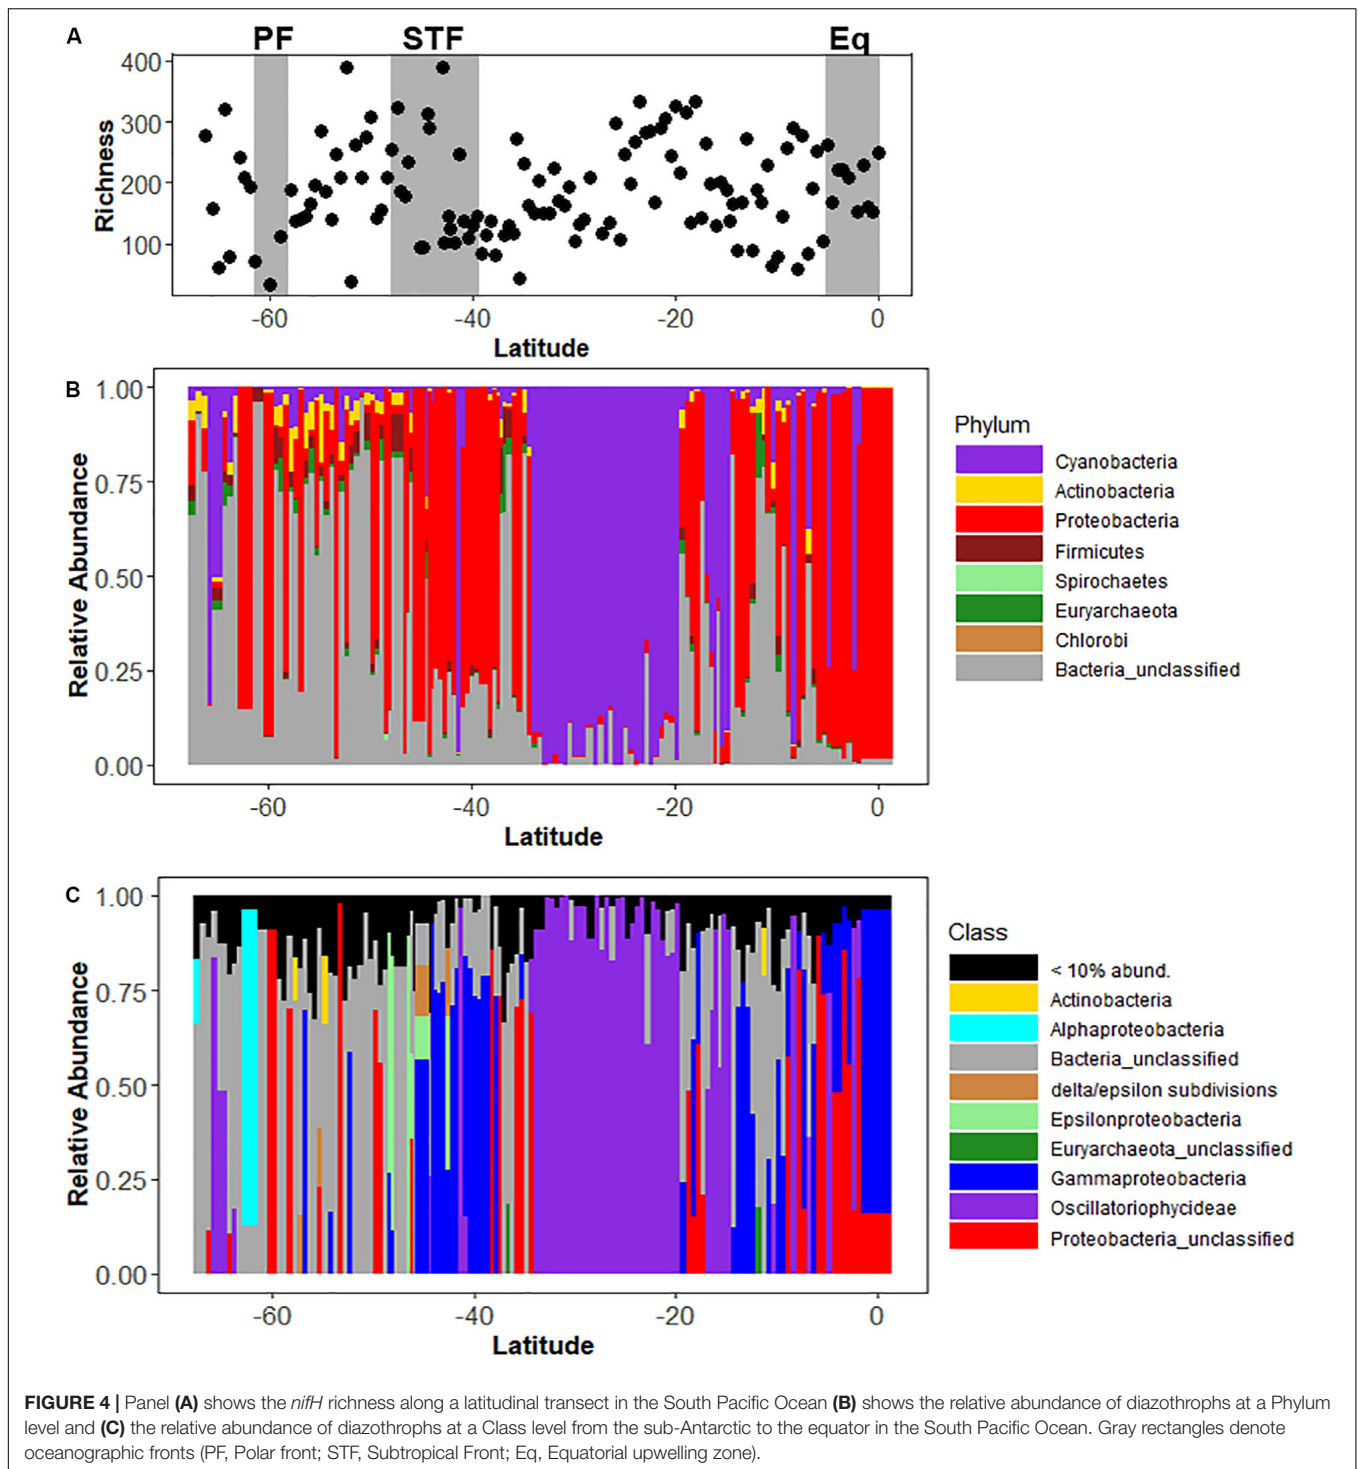 A
PF STF Eq
400
300
200
100
Richness
-60 -40 -20 0
Latitude
B
1.00
0.75
0.50
0.25
0.00
Relative Abundance
-60 -40 -20 0
Latitude
Phylum
Cyanobacteria
Actinobacteria
Proteobacteria
Firmicutes
Spirochaetes
Euryarchaeota
Chlorobi
Bacteria_unclassified
C
1.00
0.75
0.50
0.25
0.00
Relative Abundance
-60 -40 -20 0
Latitude
Class
< 10% abund.
Actinobacteria
Alphaproteobacteria
Bacteria_unclassified
delta/epsilon subdivisions
Epsilonproteobacteria
Euryarchaeota_unclassified
Gammaproteobacteria
Oscillatoriophycideae
Proteobacteria_unclassified
FIGURE 4 | Panel (A) shows the nifH richness along a latitudinal transect in the South Pacific Ocean (B) shows the relative abundance of diazothrophs at a Phylum
level and (C) the relative abundance of diazothrophs at a Class level from the sub-Antarctic to the equator in the South Pacific Ocean. Gray rectangles denote
oceanographic fronts (PF, Polar front; STF, Subtropical Front; Eq, Equatorial upwelling zone).